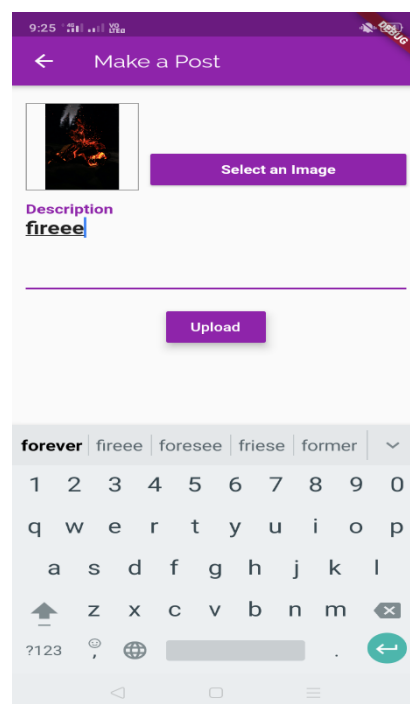 9:25
DEBUG
Make a Post
Select an Image
Description
fireee
Upload
forever fireee foresee friese former
1 2 3 4 5 6 7 8 9 0
q w e r t y u i o p
a s d f g h j k l
z x c v b n m
?123 , .